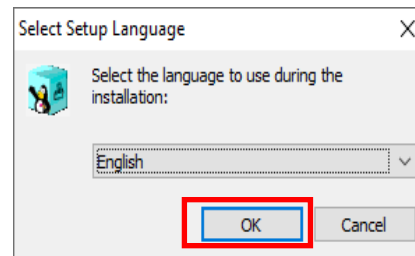 Select Setup Language
Select the language to use during the
installation:
English
OK
Cancel